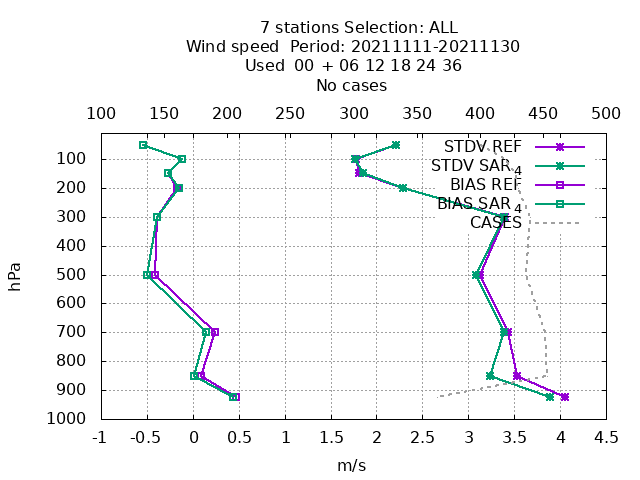 7 stations Selection: ALL
Wind speed  Period: 20211111-20211130
Used  00 + 06 12 18 24 36
No cases
100 150 200 250 300 350 400 450 500
STDV REF
STDV SAR_4
BIAS REF
BIAS SAR_4
CASES
100
200
300
400
500
600
700
800
900
1000
hPa
-1 -0.5 0 0.5 1 1.5 2 2.5 3 3.5 4 4.5
m/s